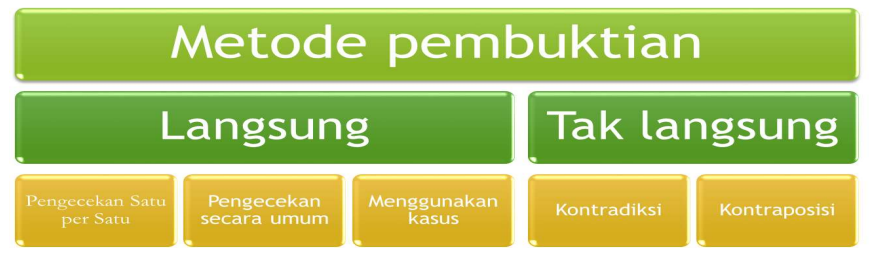 Metode pembuktian
Langsung
Tak langsung
Pengecekan Satu
per Satu
Pengecekan
secara umum
Menggunakan
kasus
Kontradiksi
Kontraposisi